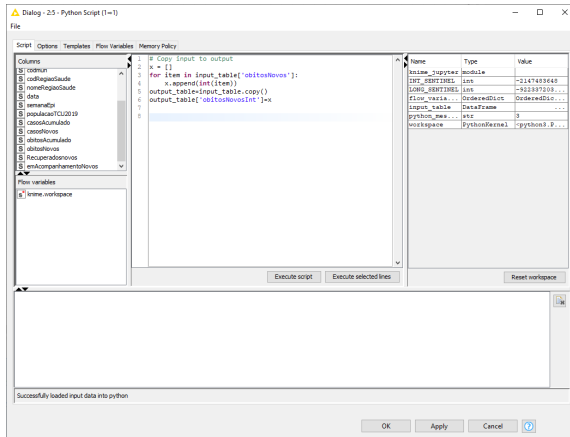 Dialog - 2:5 - Python Script (1⇒1)
File
Script Options Templates Flow Variables Memory Policy
Columns
S codmun
S codRegiaoSaude
S nomeRegiaoSaude
S data
S semanaEpi
S populacaoTCU2019
S casosAcumulado
S casosNovos
S obitosAcumulado
S obitosNovos
S Recuperadosnovos
S emAcompanhamentoNovos
Flow variables
s knime.workspace
1 # Copy input to output
2 x = []
3 for item in input_table['obitosNovos']:
4 x.append(int(item))
5 output_table=input_table.copy()
6 output_table['obitosNovosInt']=x
7
8
Execute script Execute selected lines
Name Type Value
knime_jupyter module
INT_SENTINEL int -2147483648
LONG_SENTINEL int -922337203...
flow_varia... OrderedDict OrderedDic...
input_table DataFrame ...
python_mes... str 3
workspace PythonKernel <python3.P...
Reset workspace
Successfully loaded input data into python
OK Apply Cancel ?